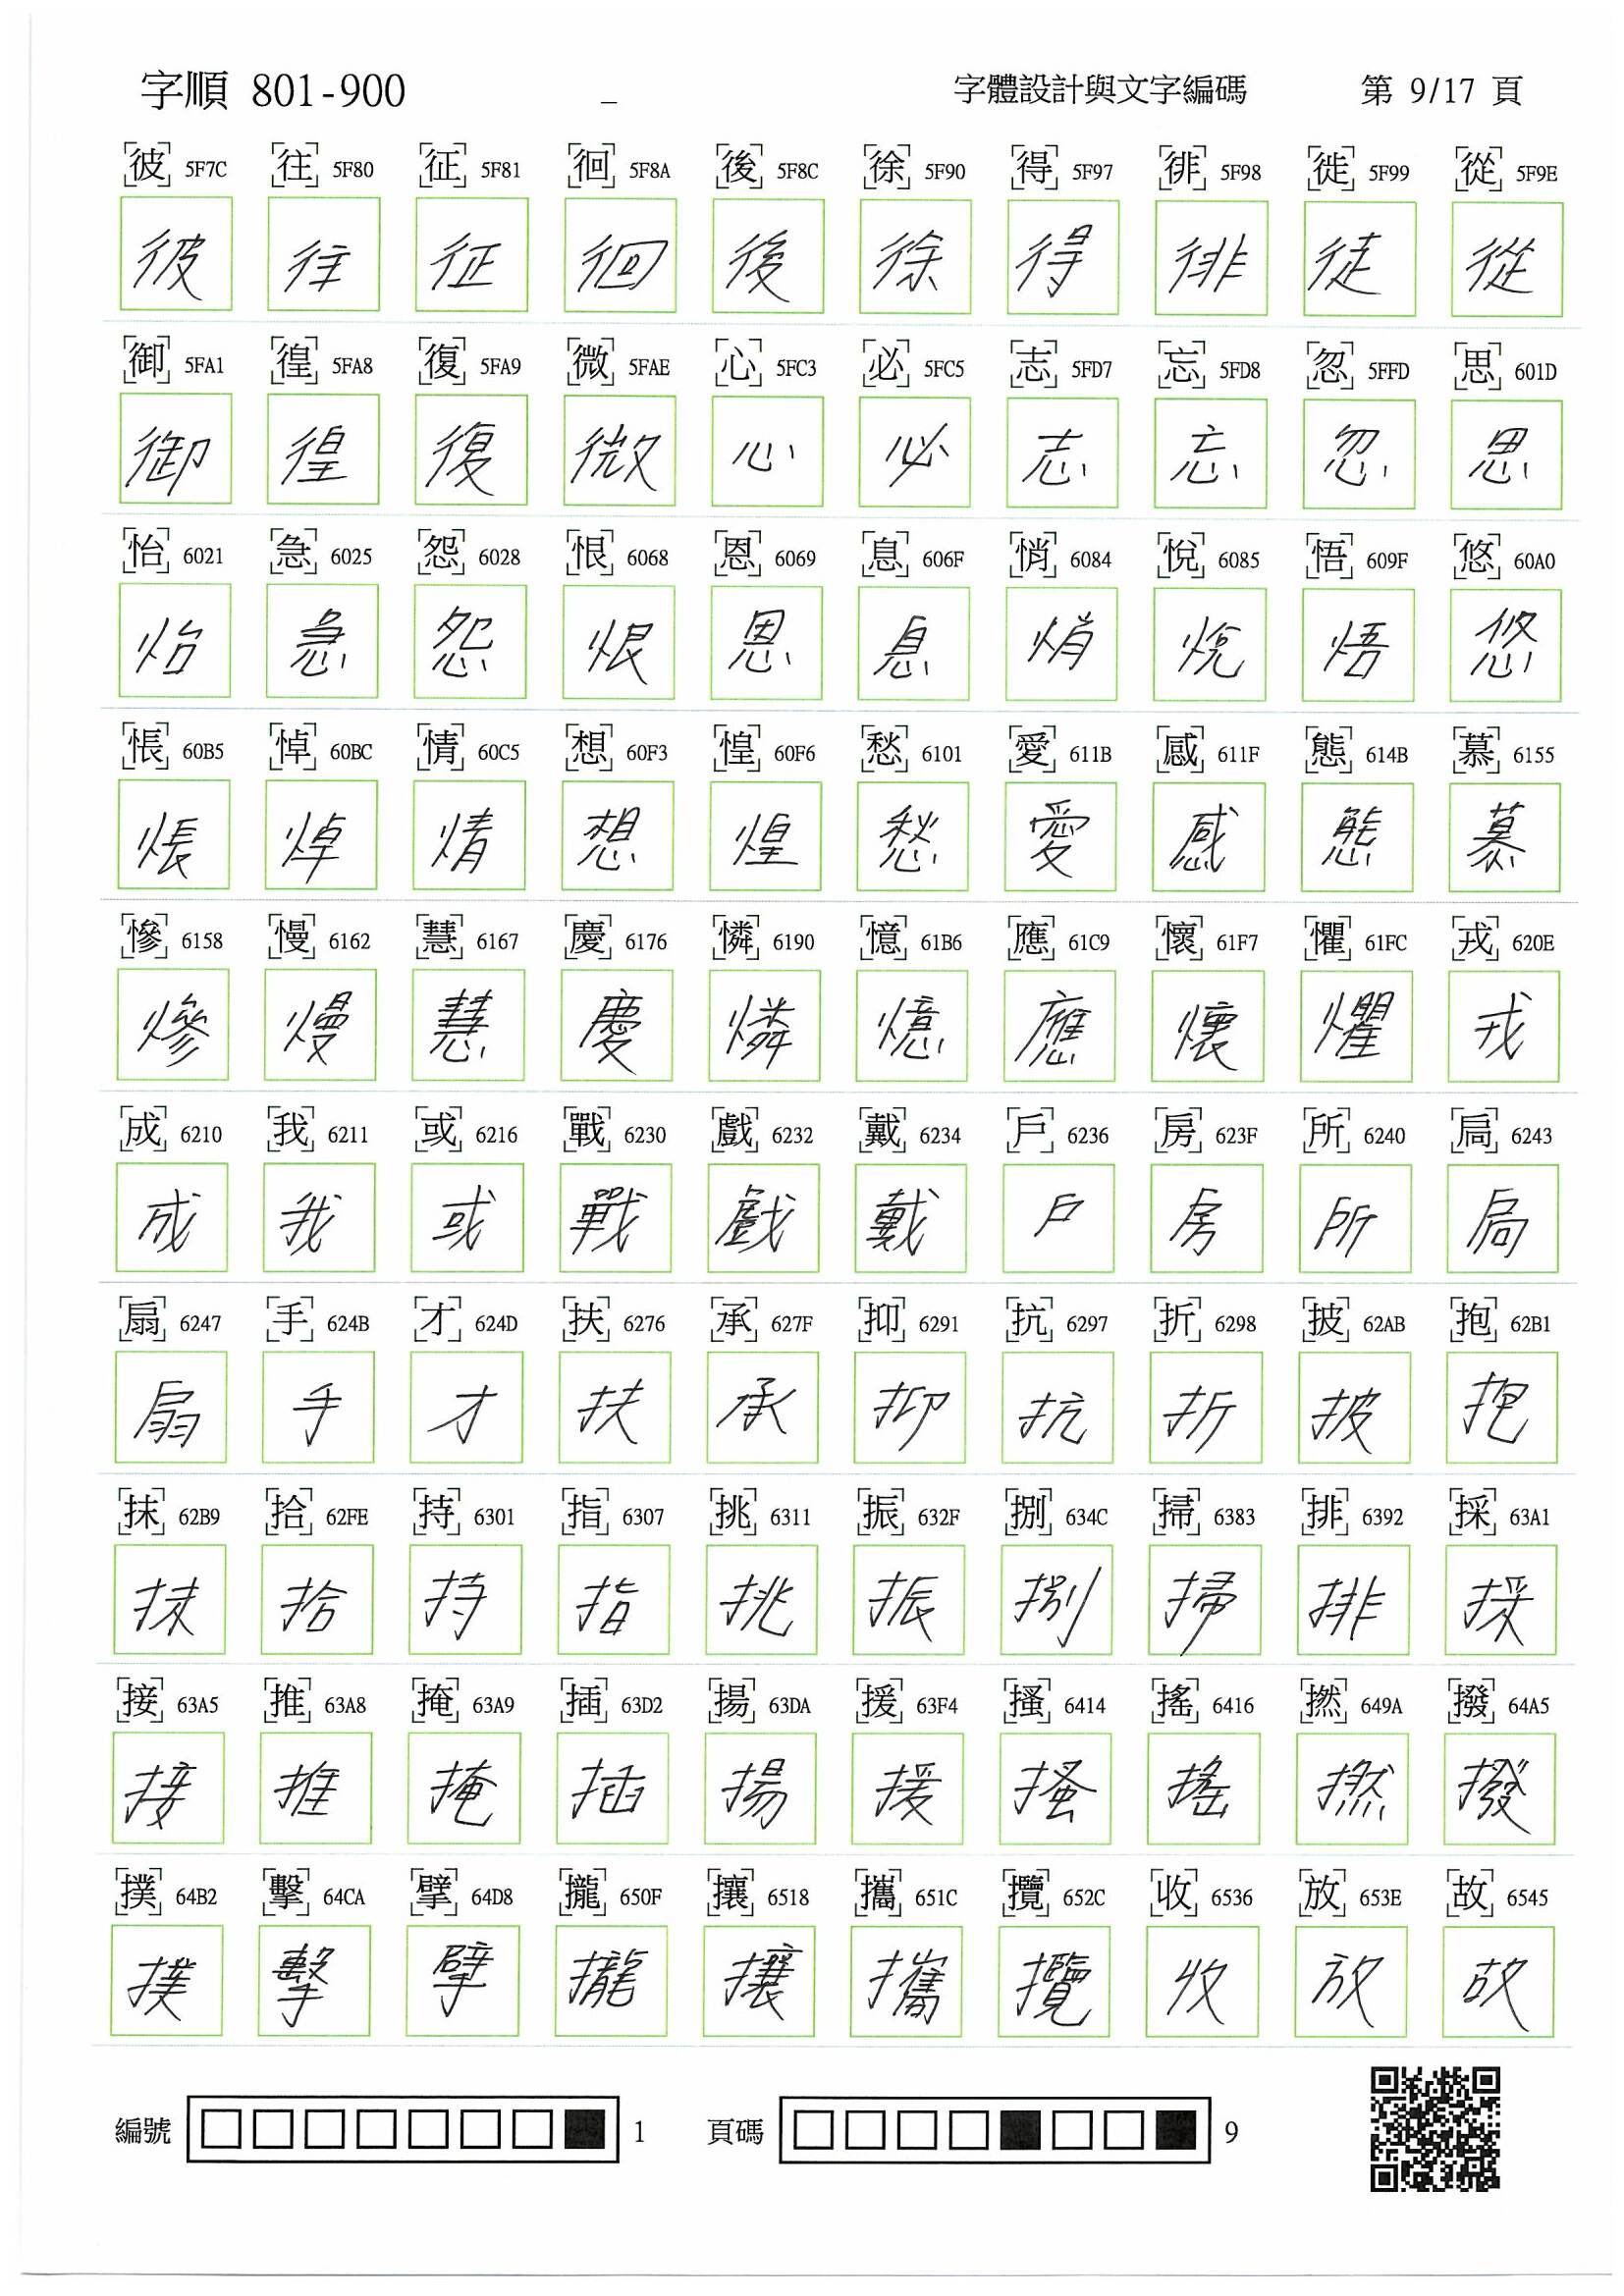 字順 801-900 _ 字體設計與文字編碼 第 9/17 頁
彼 5F7C 往 5F80 征 5F81 徊 5F8A 後 5F8C 徐 5F90 得 5F97 徘 5F98 徙 5F99 從 5F9E
彼 往 征 徊 後 徐 得 徘 徒 從
御 5FA1 徨 5FA8 復 5FA9 微 5FAE 心 5FC3 必 5FC5 志 5FD7 忘 5FD8 忽 5FFD 思 601D
御 徨 復 微 心 必 志 忘 忽 思
怡 6021 急 6025 怨 6028 恨 6068 恩 6069 息 606F 悄 6084 悅 6085 悟 609F 悠 60A0
怡 急 怨 恨 恩 息 悄 悅 悟 悠
悵 60B5 悼 60BC 情 60C5 想 60F3 惶 60F6 愁 6101 愛 611B 感 611F 態 614B 慕 6155
悵 悼 情 想 惶 愁 愛 感 態 慕
慘 6158 慢 6162 慧 6167 慶 6176 憐 6190 憶 61B6 應 61C9 懷 61F7 懼 61FC 戎 620E
慘 慢 慧 慶 憐 憶 應 懷 懼 戎
成 6210 我 6211 或 6216 戰 6230 戲 6232 戴 6234 戶 6236 房 623F 所 6240 扃 6243
成 我 或 戰 戲 戴 戶 房 所 扃
扇 6247 手 624B 才 624D 扶 6276 承 627F 抑 6291 抗 6297 折 6298 披 62AB 抱 62B1
扇 手 才 扶 承 抑 抗 折 披 抱
抹 62B9 拾 62FE 持 6301 指 6307 挑 6311 振 632F 捌 634C 掃 6383 排 6392 採 63A1
抹 拾 持 指 挑 振 捌 掃 排 採
接 63A5 推 63A8 掩 63A9 插 63D2 揚 63DA 援 63F4 搔 6414 搖 6416 撚 649A 撥 64A5
接 推 掩 插 揚 援 搔 搖 撚 撥
撲 64B2 擊 64CA 擘 64D8 攏 650F 攘 6518 攜 651C 攬 652C 收 6536 放 653E 故 6545
撲 擊 擘 攏 攘 攜 攬 收 放 故
編號 1 頁碼 9